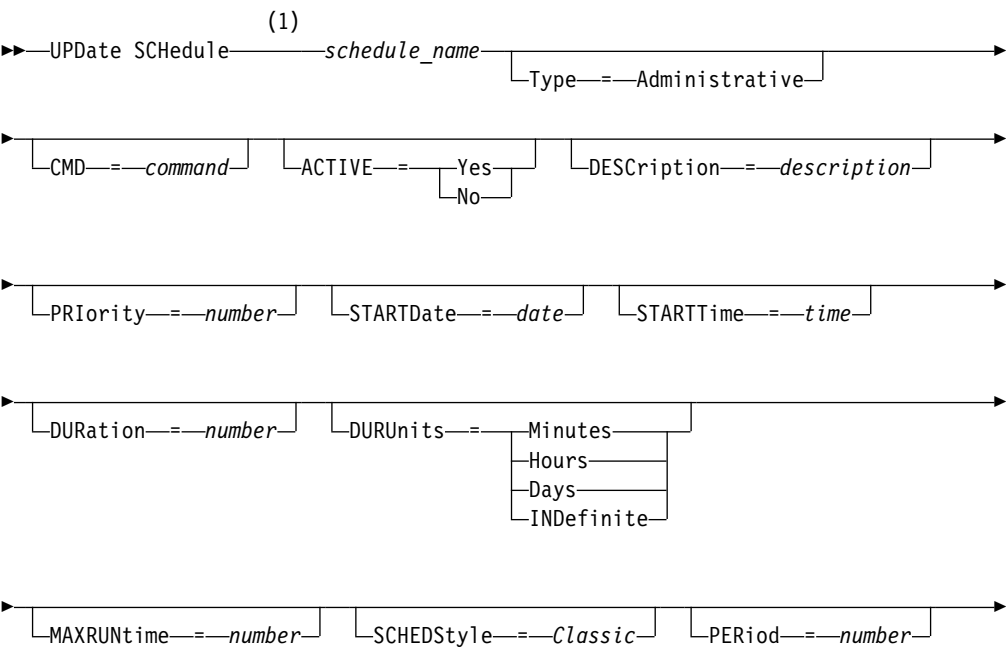 (1)
UPDate SCHedule schedule_name
Type = Administrative
CMD = command ACTIVE = Yes DESCription = description
No
PRIority = number STARTDate = date STARTTime = time
DURation = number DURUnits = Minutes
Hours
Days
INDefinite
MAXRUNtime = number SCHEDStyle = Classic PERiod = number